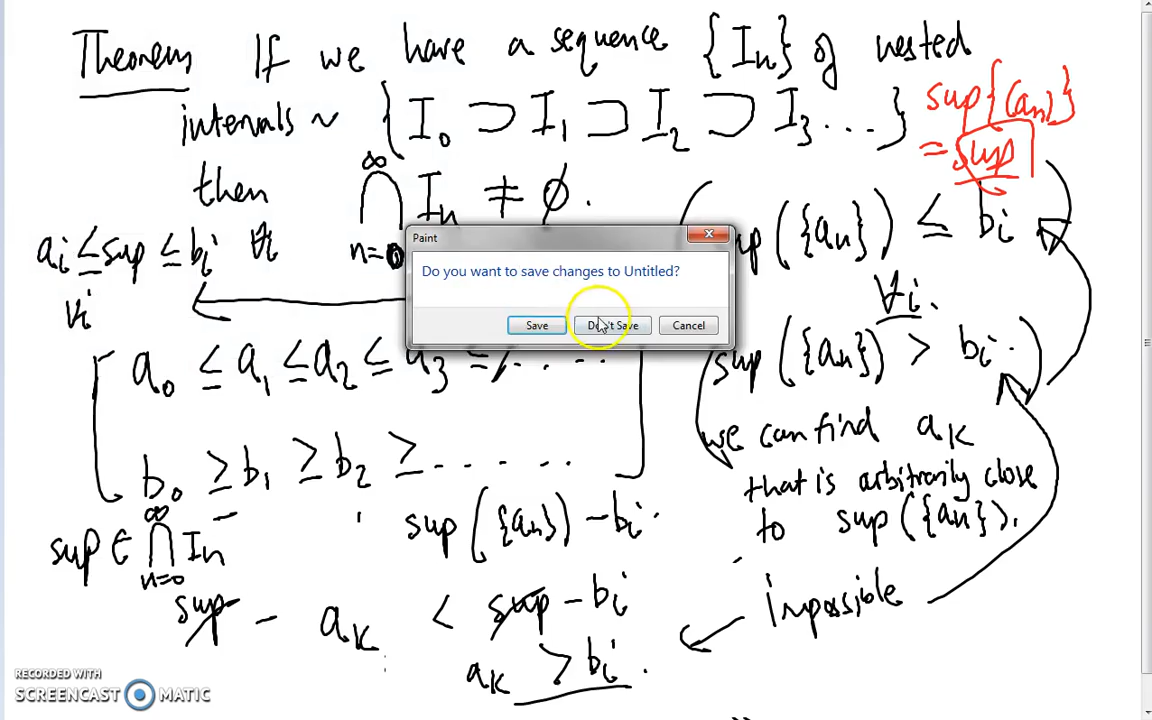 Theorem If we have a sequence {In} of nested
intervals ~ {I0 ⊃ I1 ⊃ I2 ⊃ I3 ...}
then ∞ ⋂ n=0 In ≠ ∅.
sup{(an)}
= sup
ai ≤ sup ≤ bi ∀i
∀i
sup({an}) ≤ bi
∀i.
Paint
Do you want to save changes to Untitled?
Save Don't Save Cancel
a0 ≤ a1 ≤ a2 ≤ a3 ≤ ......
b0 ≥ b1 ≥ b2 ≥ ......
sup({an}) > bi.
we can find ak
that is arbitrarily close
to sup({an}).
impossible
sup ∈ ∞ ⋂ n=0 In
sup({an}) - bi.
sup - ak < sup - bi
ak > bi.
RECORDED WITH
SCREENCAST MATIC